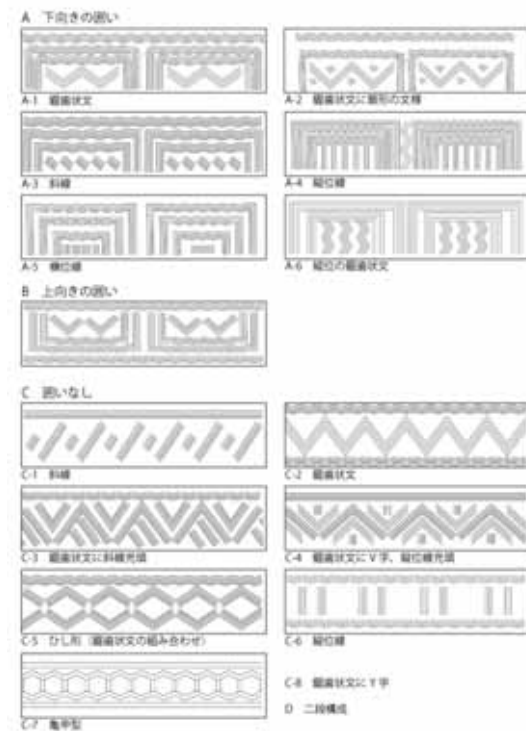 A 下向きの囲い
A-1 鋸歯状文
A-2 鋸歯状文に雛形の文様
A-3 斜線
A-4 縦位線
A-5 横位線
A-6 縦位の鋸歯状文
B 上向きの囲い
C 囲いなし
C-1 斜線
C-2 鋸歯状文
C-3 鋸歯状文に斜線充填
C-4 鋸歯状文にV字、縦位線充填
C-5 ひし形（鋸歯状文の組み合わせ）
C-6 縦位線
C-7 亀甲型
C-8 鋸歯状文にY字
D 二段構成